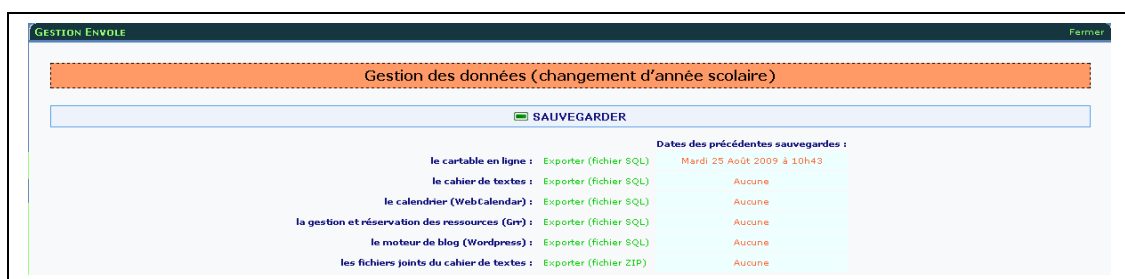 GESTION ENVOLE Fermer
Gestion des données (changement d'année scolaire)
SAUVEGARDER
Dates des précédentes sauvegardes :
le cartable en ligne : Exporter (fichier SQL) Mardi 25 Août 2009 à 10h43
le cahier de textes : Exporter (fichier SQL) Aucune
le calendrier (WebCalendar) : Exporter (fichier SQL) Aucune
la gestion et réservation des ressources (Grr) : Exporter (fichier SQL) Aucune
le moteur de blog (Wordpress) : Exporter (fichier SQL) Aucune
les fichiers joints du cahier de textes : Exporter (fichier ZIP) Aucune